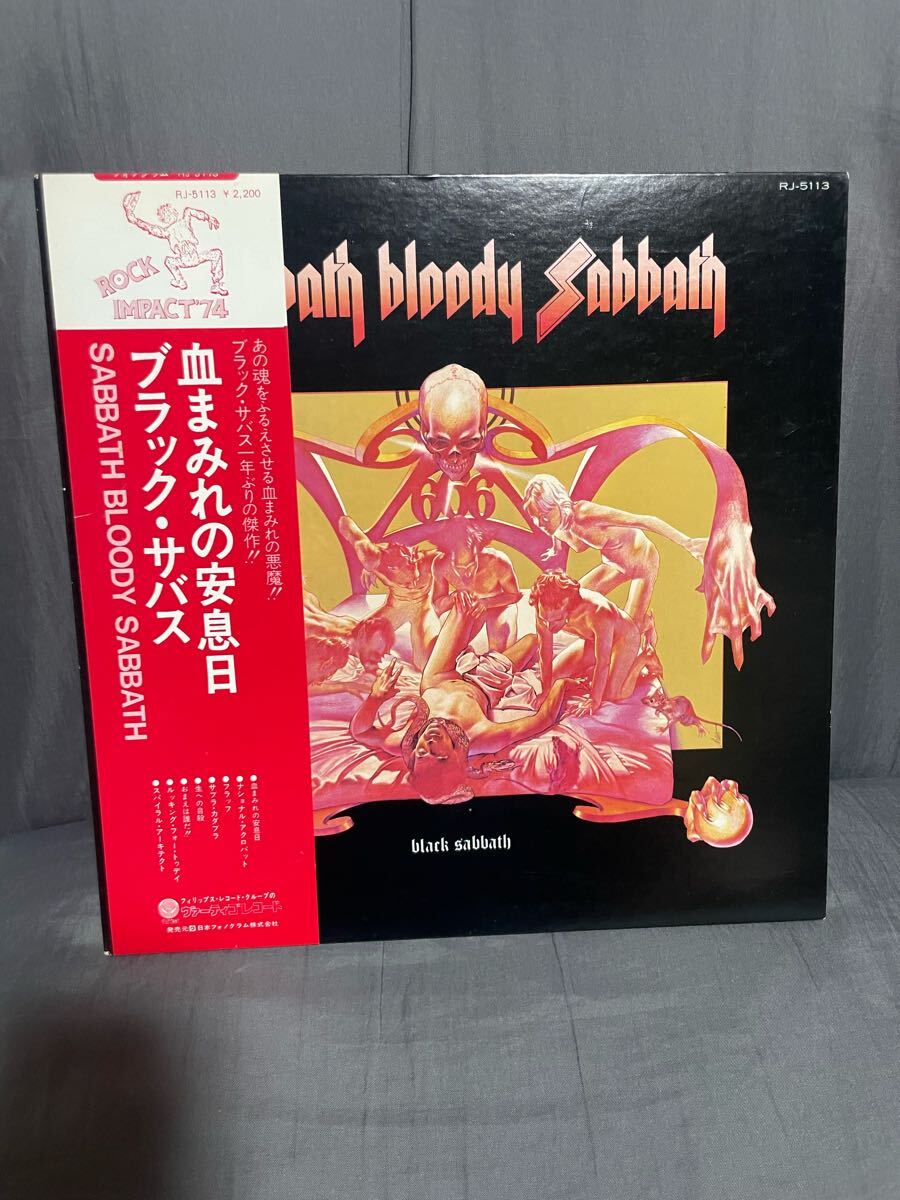 RJ-5113
RJ-5113 ¥2,200
ROCK
IMPACT'74
bloody Sabbath
あの魂をふるえさせる血まみれの悪魔!!
ブラック・サバス一年ぶりの傑作!!
血まみれの安息日
ブラック・サバス
SABBATH BLOODY SABBATH
666
●血まみれの安息日
●ナショナル・アクロバット
●フラッフ
●サブラ・カダブラ
●生への自殺
●おまえは誰だ!!
●ルッキング・フォー・トゥデイ
●スパイラル・アーキテクト
black sabbath
フィリップス・レコード・グループの
ヴァーティゴレコード
発売元 日本フォノグラム株式会社